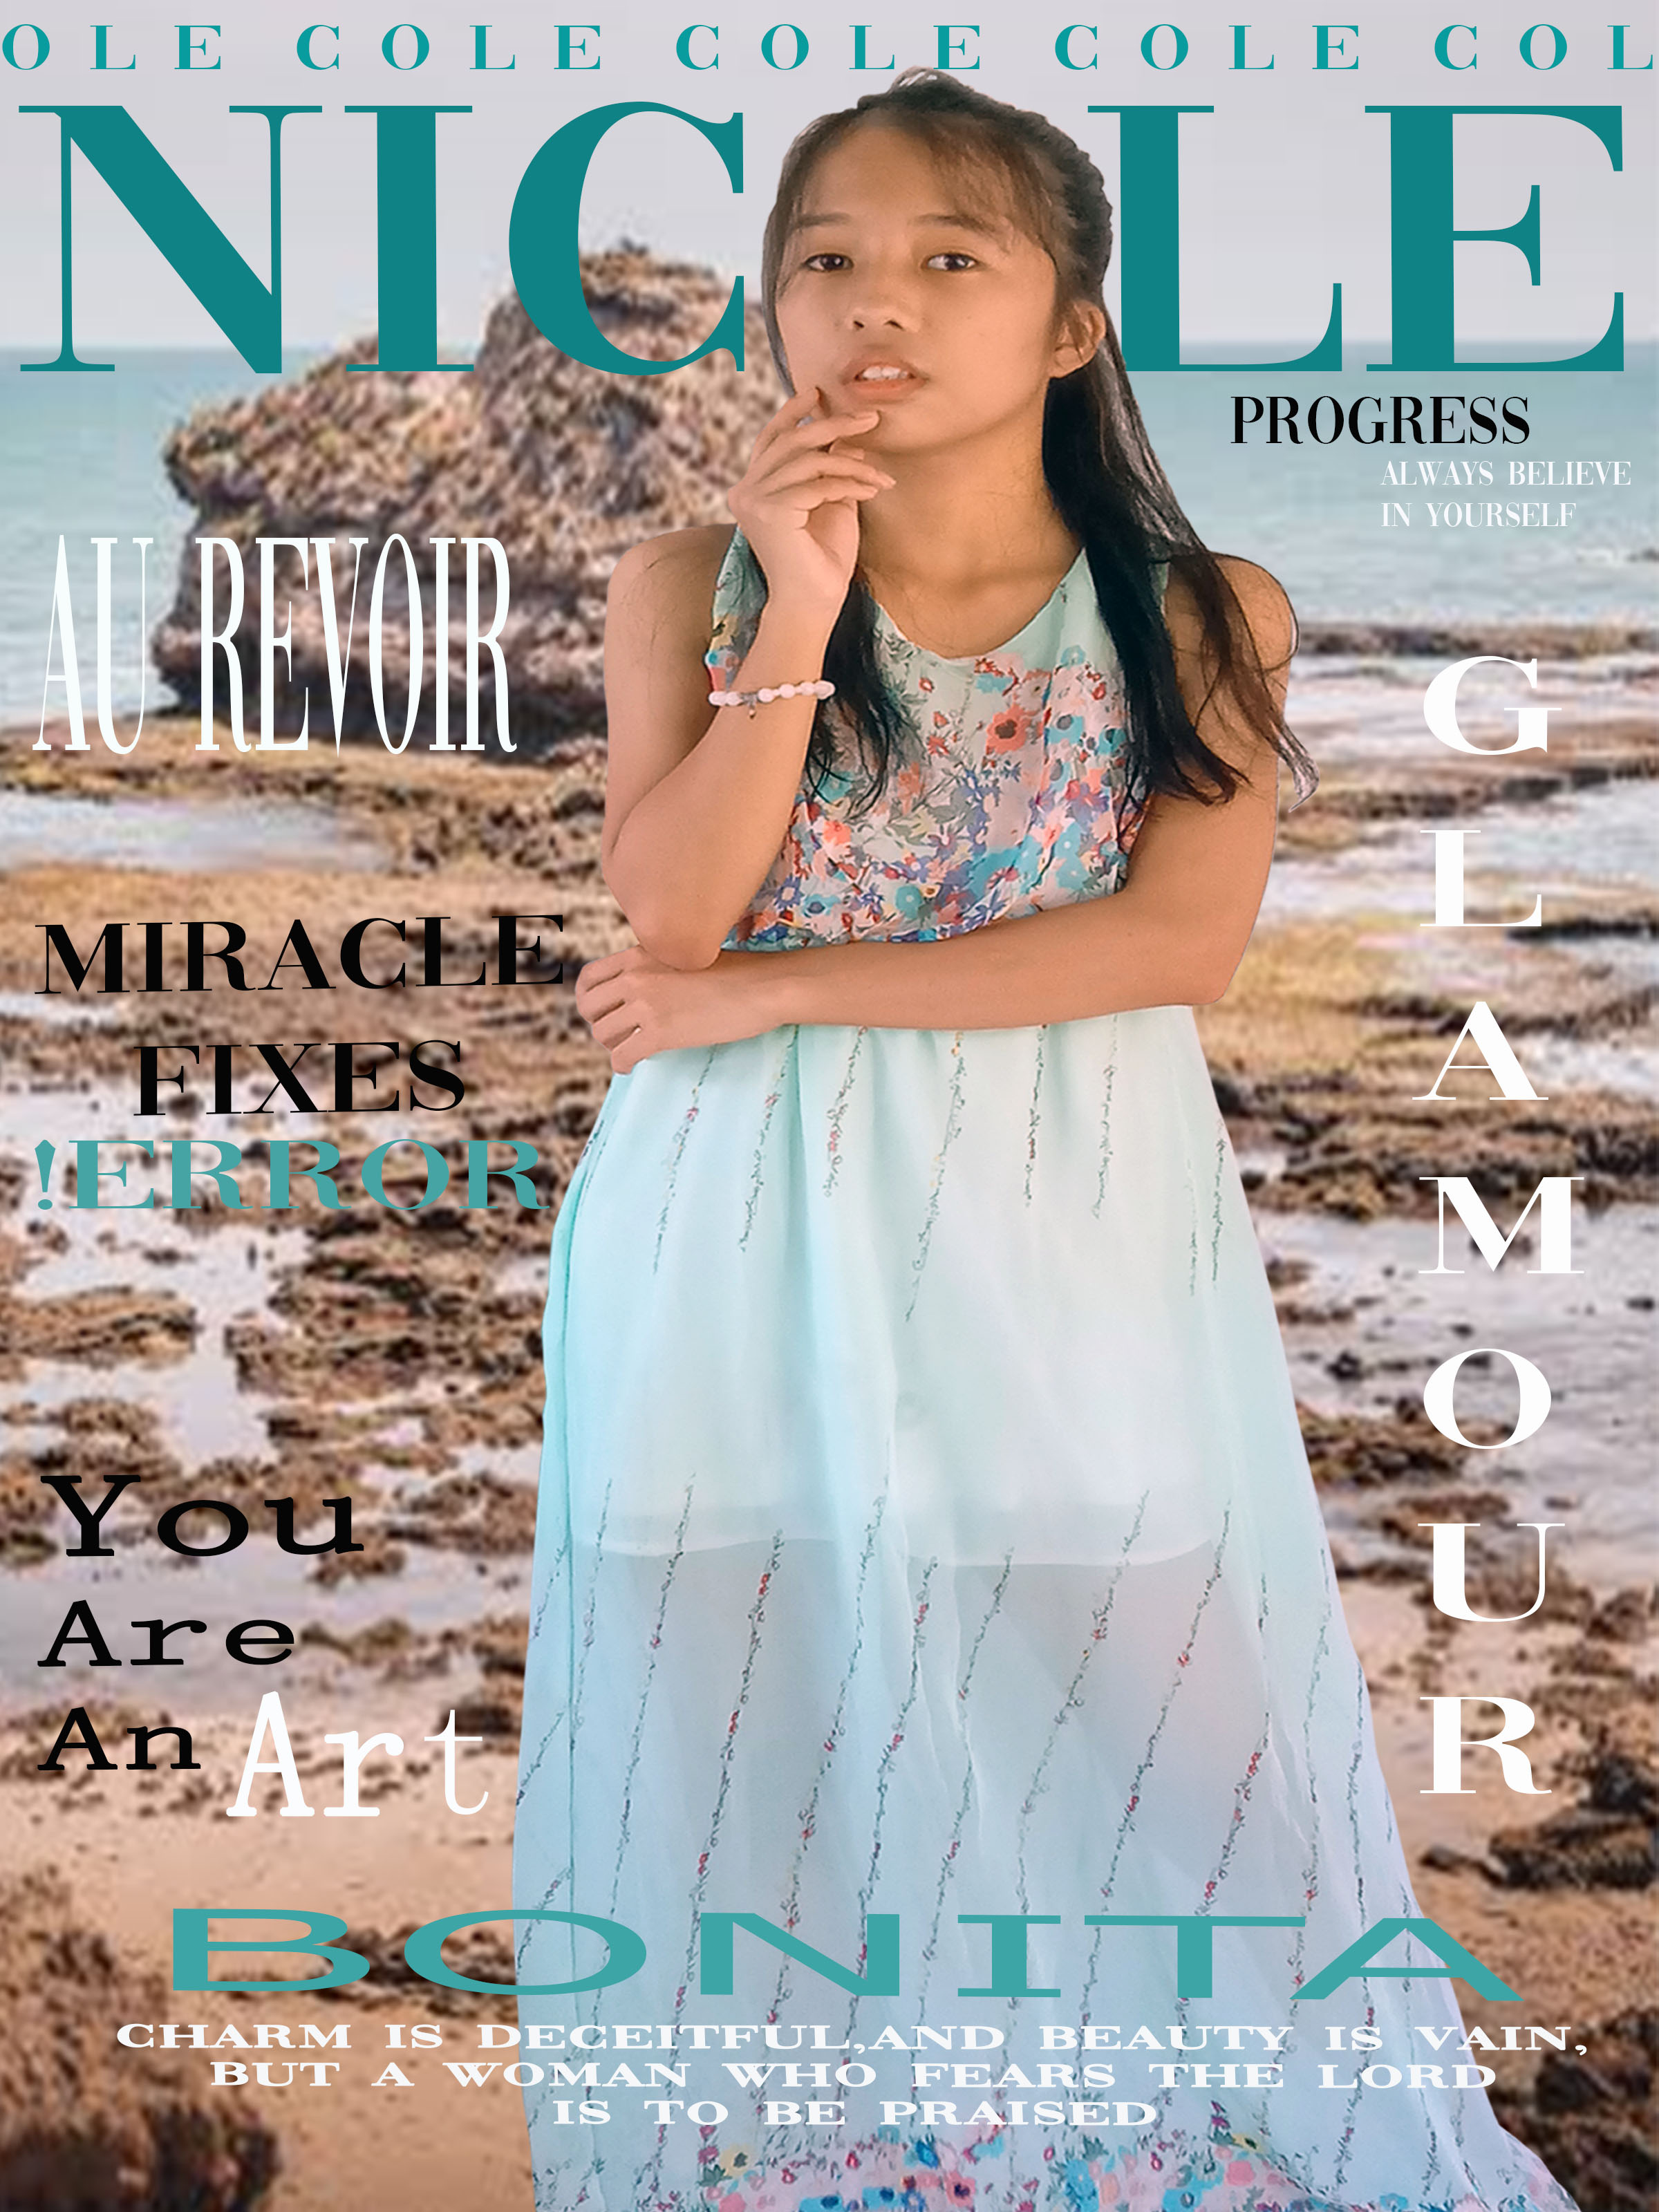 OLE COLE COLE COLE COL
NIC LE
PROGRESS
ALWAYS BELIEVE
IN YOURSELF
AU REVOIR
GLAMOUR
MIRACLE
FIXES
!ERROR
You
Are
An Art
BONITA
CHARM IS DECEITFUL,AND BEAUTY IS VAIN,
BUT A WOMAN WHO FEARS THE LORD
IS TO BE PRAISED